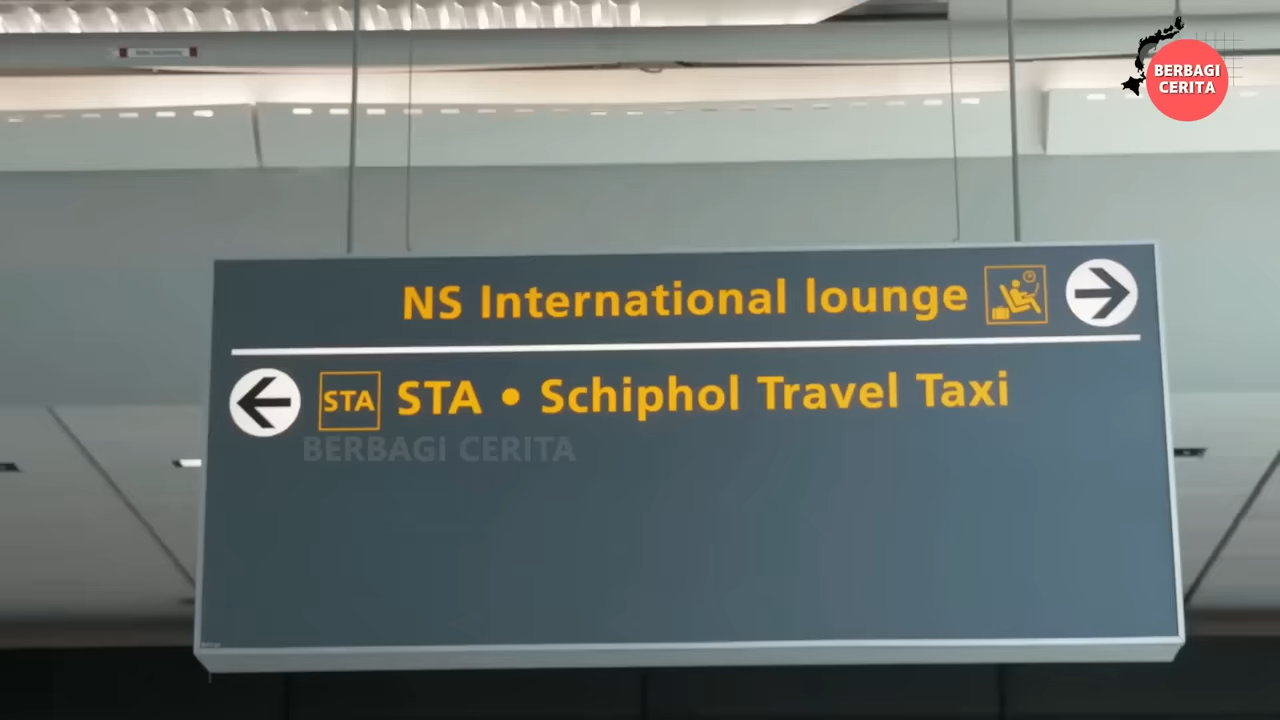 BERBAGI
CERITA
NS International lounge
STA STA • Schiphol Travel Taxi
BERBAGI CERITA